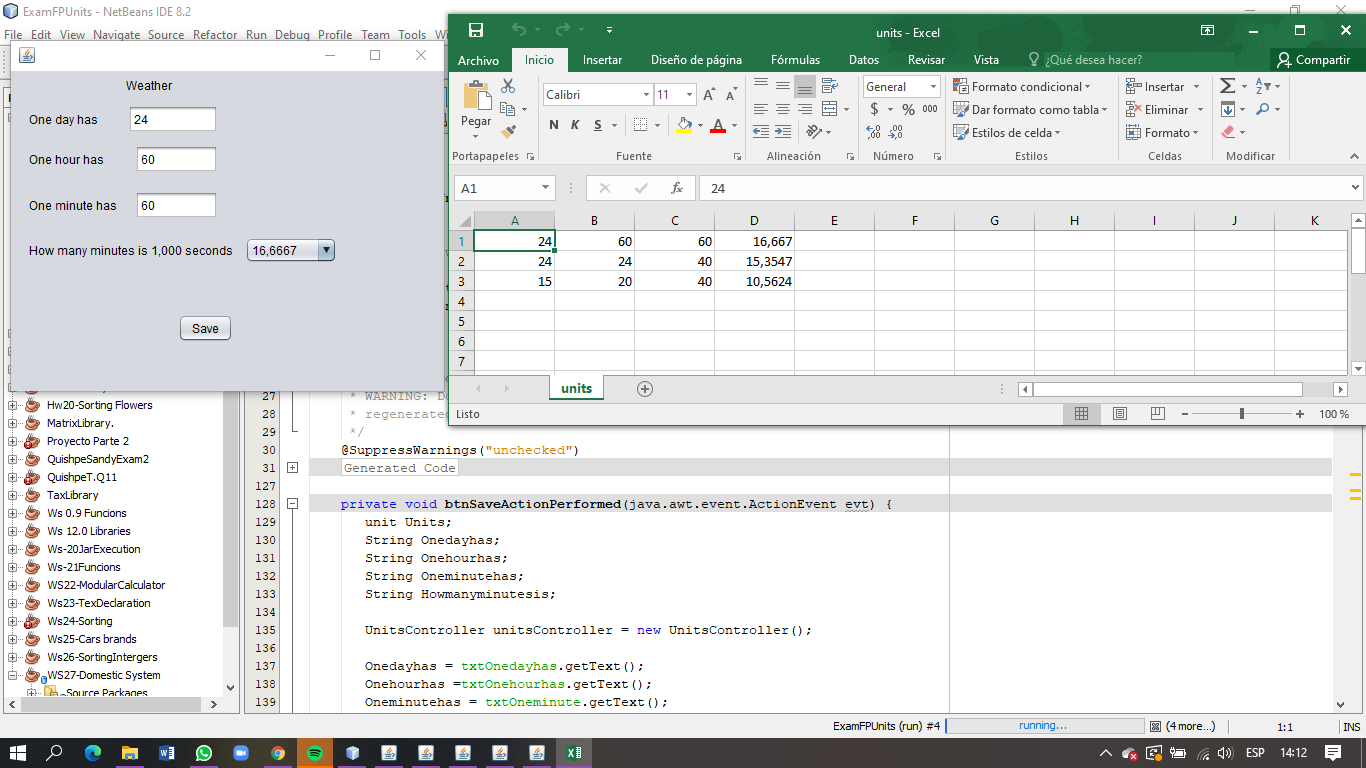 ExamFPUnits - NetBeans IDE 8.2
File Edit View Navigate Source Refactor Run Debug Profile Team Tools
Weather
One day has 24
One hour has 60
One minute has 60
How many minutes is 1,000 seconds 16,6667
Save
units - Excel
Archivo Inicio Insertar Diseño de página Fórmulas Datos Revisar Vista ¿Qué desea hacer? Compartir
Pegar
Calibri 11
N K S
General
$ % 000
Formato condicional
Dar formato como tabla
Estilos de celda
Insertar
Eliminar
Formato
Portapapeles Fuente Alineación Número Estilos Celdas Modificar
A1 fx 24
A B C D E F G H I J K
1 24 60 60 16,667
2 24 24 40 15,3547
3 15 20 40 10,5624
4
5
6
7
units
Listo 100 %
Hw20-Sorting Flowers
MatrixLibrary.
Proyecto Parte 2
QuishpeSandyExam2
QuishpeT.Q11
TaxLibrary
Ws 0.9 Funcions
Ws 12.0 Libraries
Ws-20JarExecution
Ws-21Funcions
WS22-ModularCalculator
Ws23-TexDeclaration
Ws24-Sorting
Ws25-Cars brands
Ws26-SortingIntergers
WS27-Domestic System
Source Packages
27 * WARNING: D
28 * regenerated
29 */
30 @SuppressWarnings("unchecked")
31 Generated Code
127
128 private void btnSaveActionPerformed(java.awt.event.ActionEvent evt) {
129 unit Units;
130 String Onedayhas;
131 String Onehourhas;
132 String Oneminutehas;
133 String Howmanyminutesis;
134
135 UnitsController unitsController = new UnitsController();
136
137 Onedayhas = txtOnedayhas.getText();
138 Onehourhas =txtOnehourhas.getText();
139 Oneminutehas = txtOneminute.getText();
ExamFPUnits (run) #4 running... (4 more...) 1:1 INS
ESP 14:12